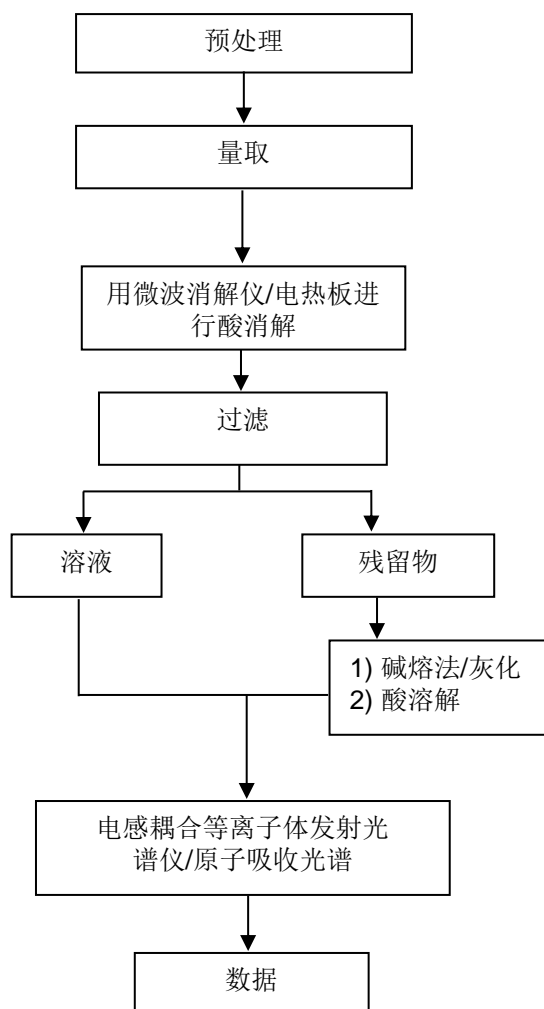 预处理
量取
用微波消解仪/电热板进
行酸消解
过滤
溶液
残留物
1) 碱熔法/灰化
2) 酸溶解
电感耦合等离子体发射光
谱仪/原子吸收光谱
数据